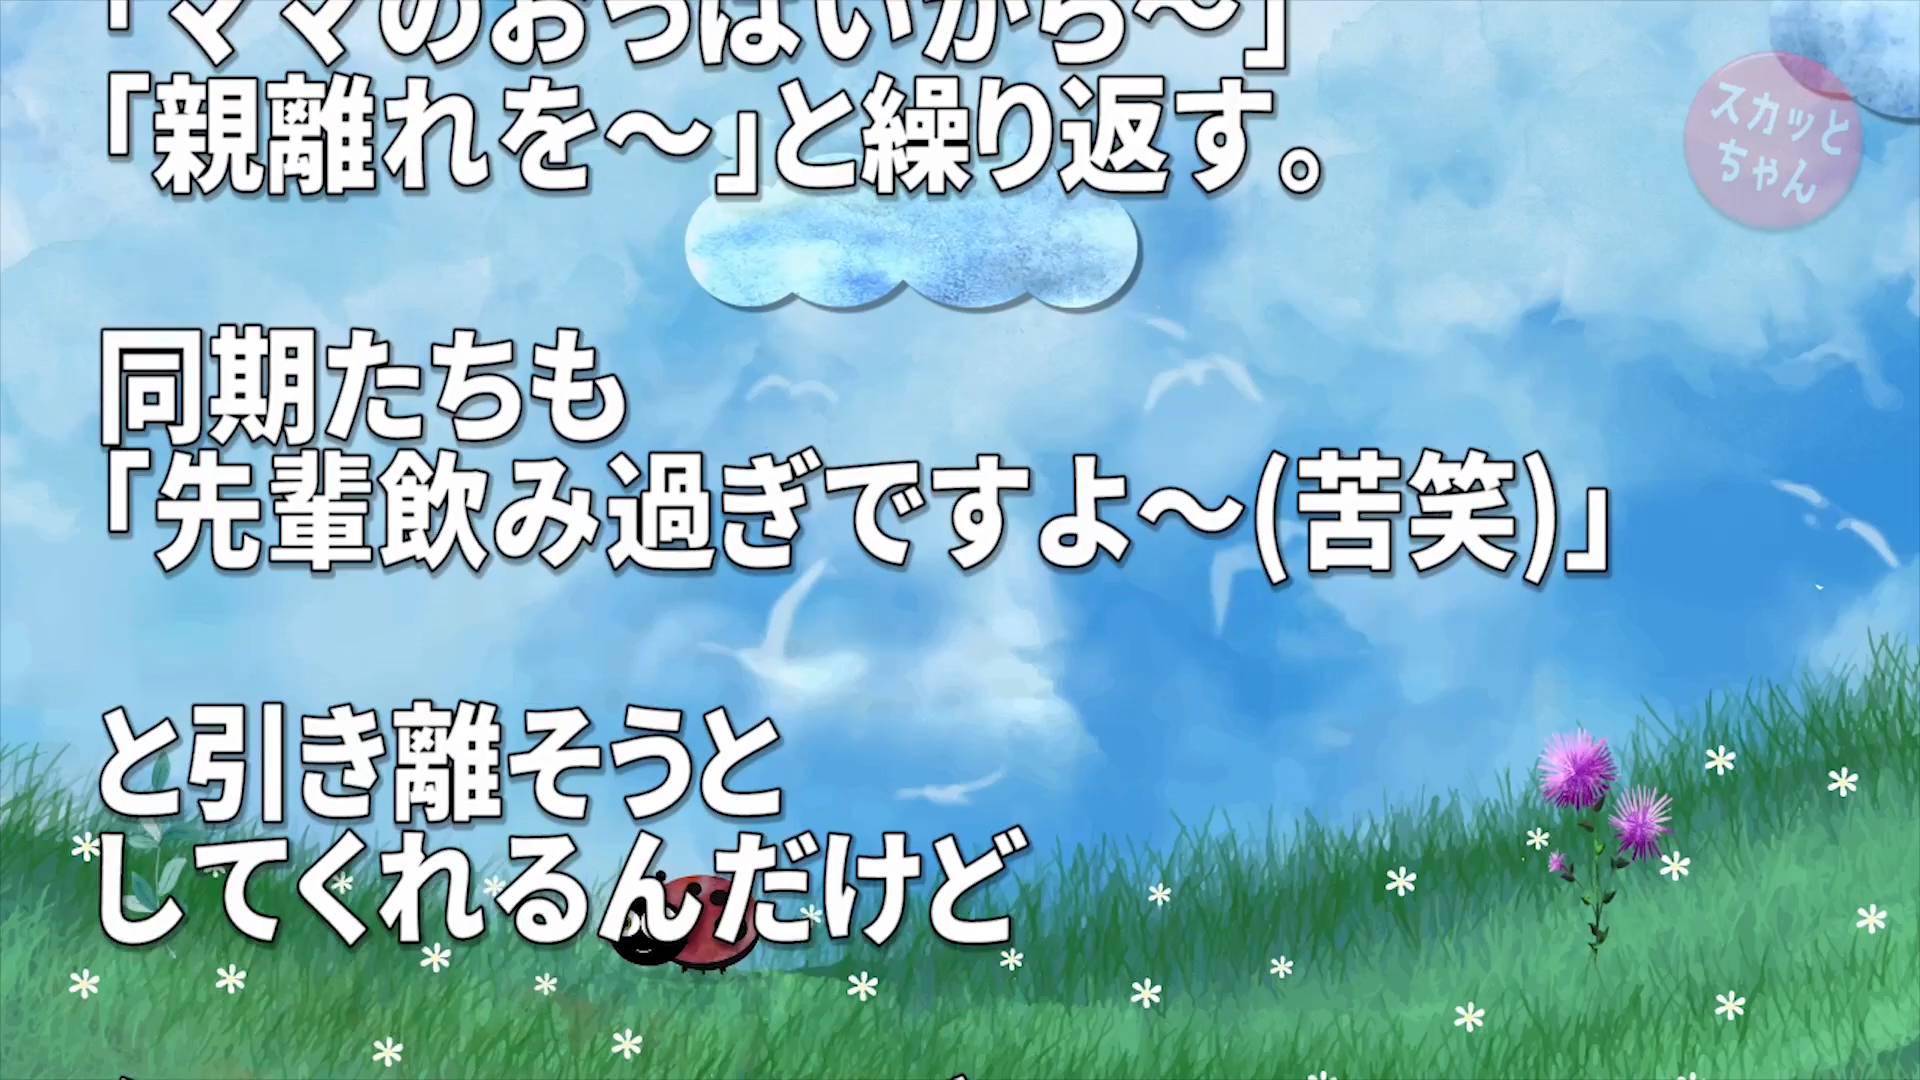 「ママのおっぱいから～」
「親離れを～」と繰り返す。
同期たちも
「先輩飲み過ぎですよ～(苦笑)」
と引き離そうと
してくれるんだけど
スカッと
ちゃん